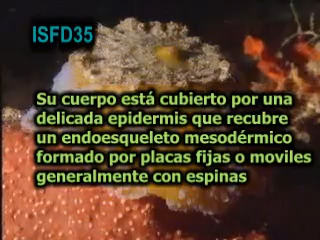 ISFD35
Su cuerpo está cubierto por una
delicada epidermis que recubre
un endoesqueleto mesodérmico
formado por placas fijas o moviles
generalmente con espinas